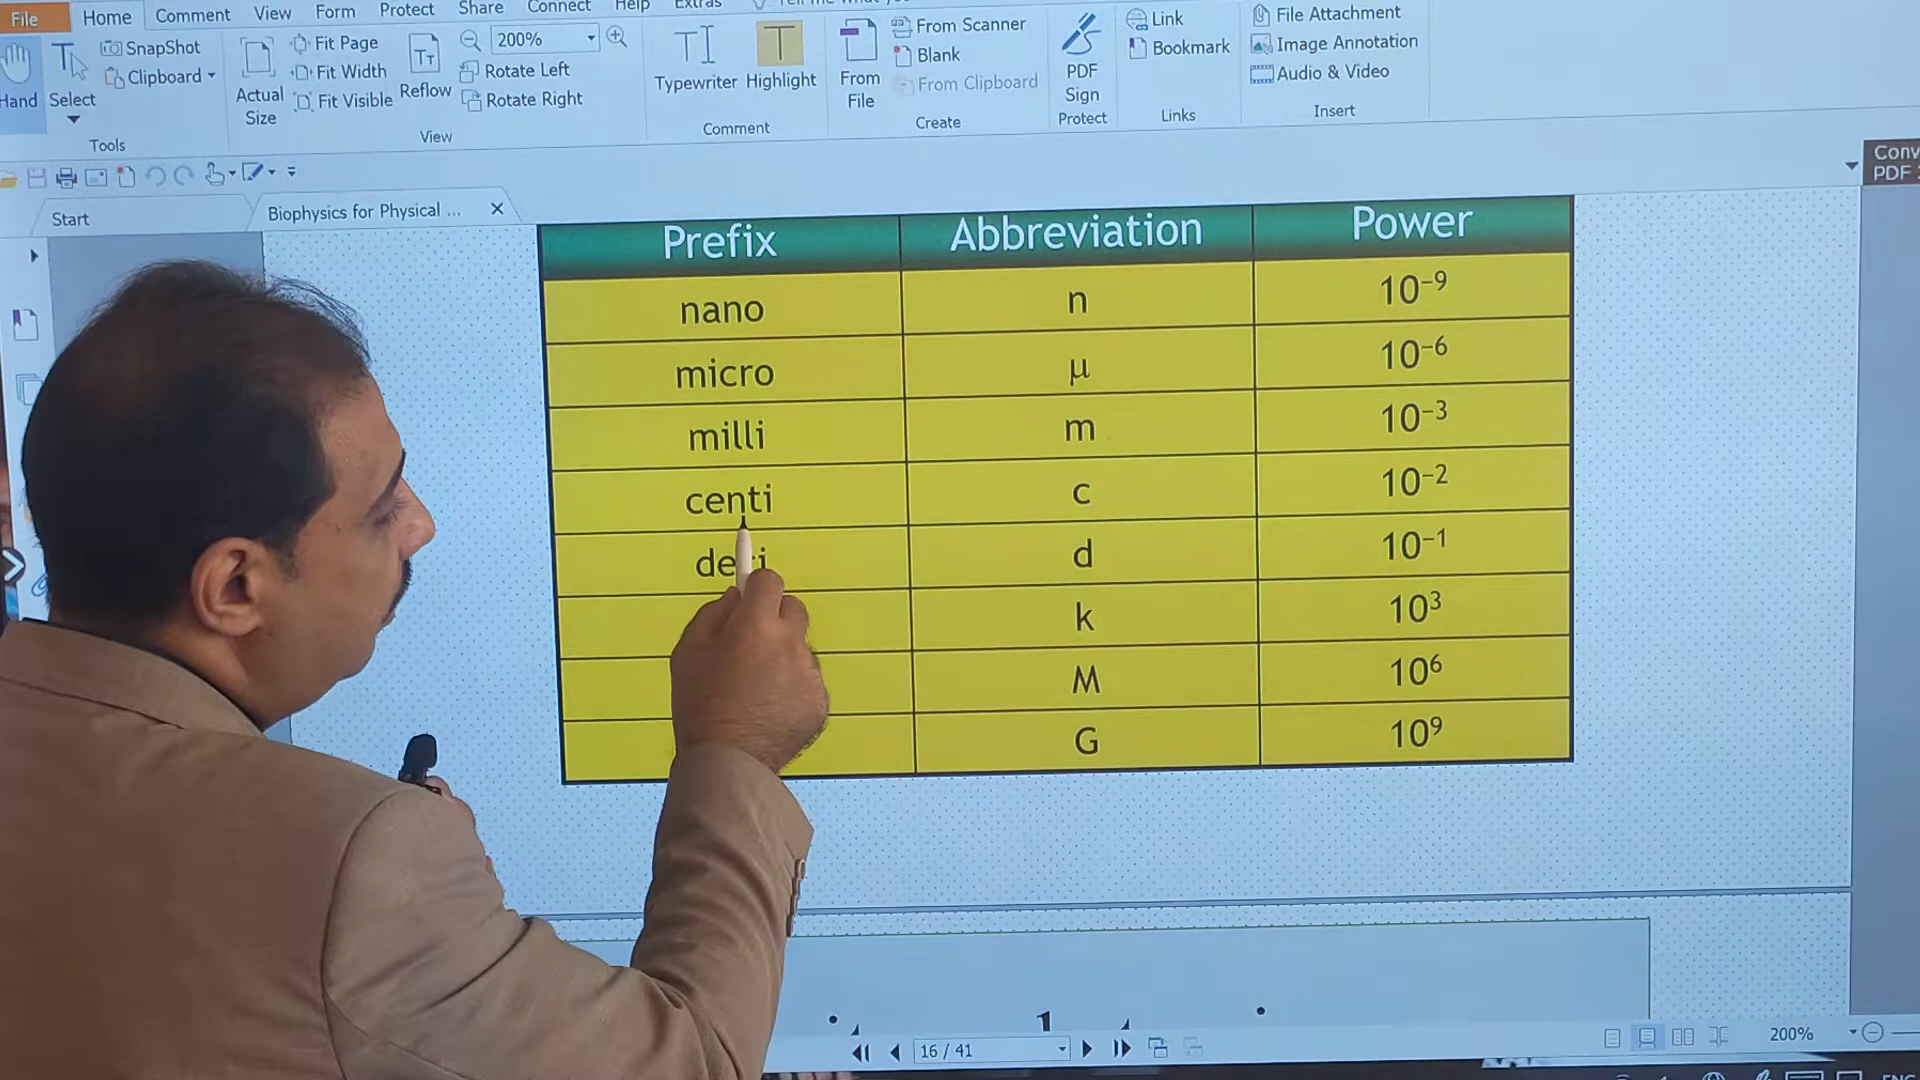 File Home Comment View Form Protect Share Connect Help Extras
Hand
Select
SnapShot
Clipboard
Tools
Actual Size
Fit Page
Fit Width
Fit Visible
Reflow
200%
Rotate Left
Rotate Right
View
Typewriter
Highlight
Comment
From File
From Scanner
Blank
From Clipboard
Create
PDF Sign
Protect
Link
Bookmark
Links
File Attachment
Image Annotation
Audio & Video
Insert
Conv
PDF
Start
Biophysics for Physical ...
Prefix Abbreviation Power
nano n 10⁻⁹
micro μ 10⁻⁶
milli m 10⁻³
centi c 10⁻²
d 10⁻¹
k 10³
M 10⁶
G 10⁹
16 / 41
200%